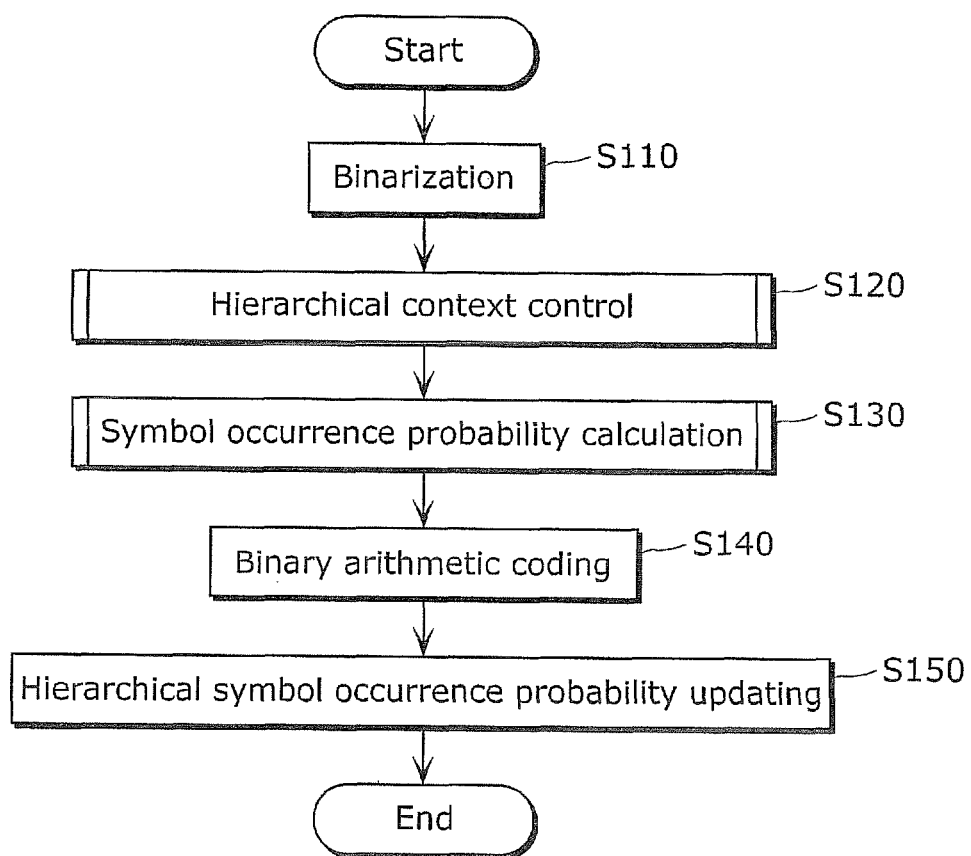 Start
Binarization
S110
Hierarchical context control
S120
Symbol occurrence probability calculation
S130
Binary arithmetic coding
S140
Hierarchical symbol occurrence probability updating
S150
End